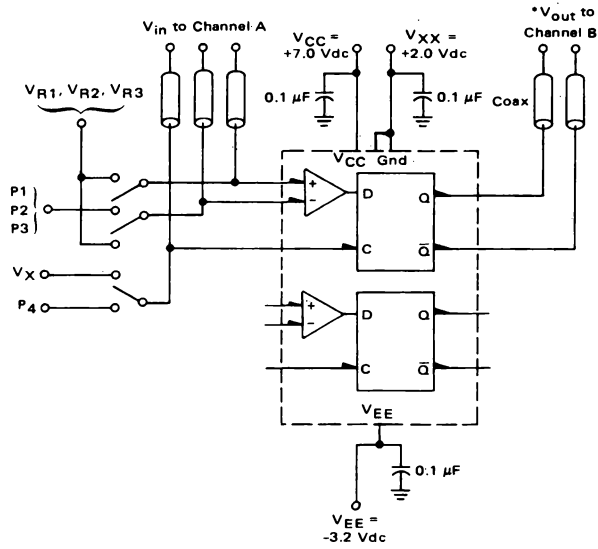 Vin to Channel A
VCC =
+7.0 Vdc
VXX =
+2.0 Vdc
*Vout to
Channel B
VR1, VR2, VR3
0.1 μF
0.1 μF
Coax
VCC Gnd
P1
P2
P3
+
−
D
Q
C
Q̅
VX
P4
+
−
D
Q
C
Q̅
VEE
0.1 μF
VEE =
-3.2 Vdc